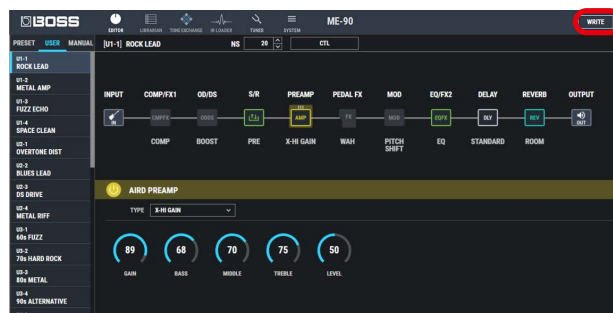 BOSS
EDITOR LIBRARIAN TONE EXCHANGE IR LOADER TUNER SYSTEM ME-90 WRITE
PRESET USER MANUAL [U1-1] ROCK LEAD NS 20 CTL
U1-1
ROCK LEAD
U1-2
METAL AMP
U1-3
FUZZ ECHO
U1-4
SPACE CLEAN
U2-1
OVERTONE DIST
U2-2
BLUES LEAD
U2-3
DS DRIVE
U2-4
METAL RIFF
U3-1
60s FUZZ
U3-2
70s HARD ROCK
U3-3
80s METAL
U3-4
90s ALTERNATIVE
INPUT COMP/FX1 OD/DS S/R PREAMP PEDAL FX MOD EQ/FX2 DELAY REVERB OUTPUT
IN CMPFX ODDS AMP FX MOD EQFX DLY REV OUT
COMP BOOST PRE X-HI GAIN WAH PITCH SHIFT EQ STANDARD ROOM
AIRD PREAMP
TYPE X-HI GAIN
89 68 70 75 50
GAIN BASS MIDDLE TREBLE LEVEL